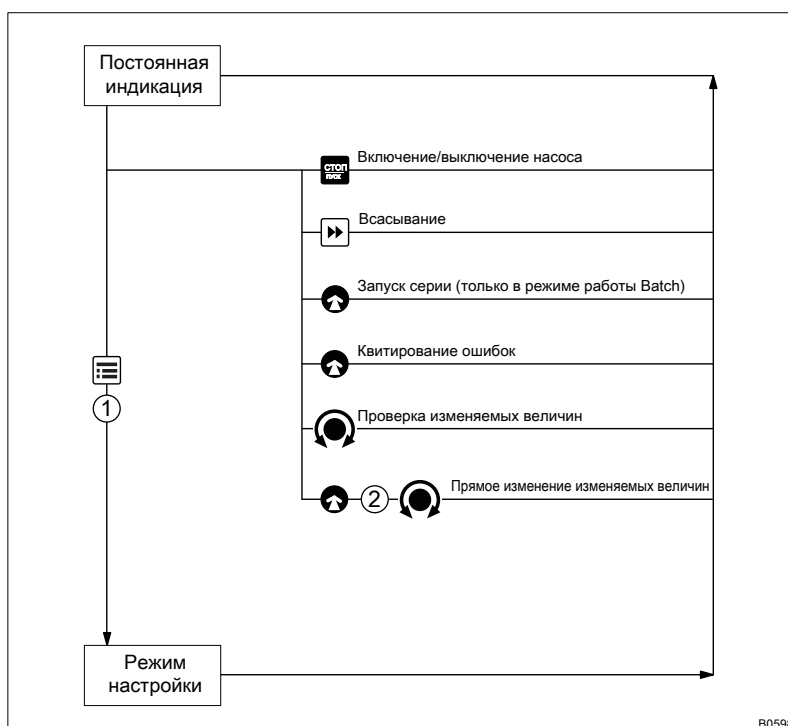 Постоянная
индикация
СТОП
ПУСК
Включение/выключение насоса
Всасывание
Запуск серии (только в режиме работы Batch)
Квитирование ошибок
1
Проверка изменяемых величин
2
Прямое изменение изменяемых величин
Режим
настройки